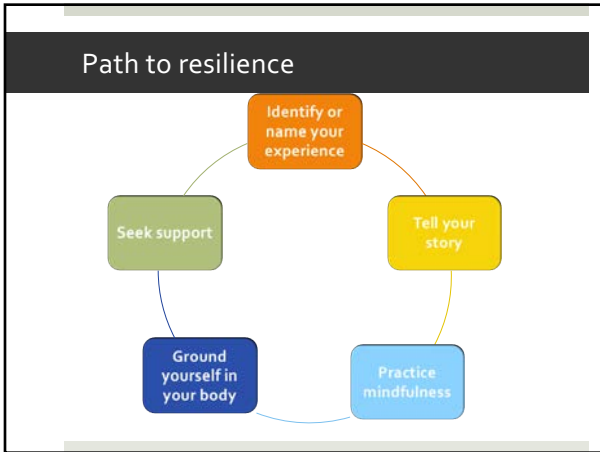 Path to resilience
Identify or
name your
experience
Tell your
story
Practice
mindfulness
Ground
yourself in
your body
Seek support